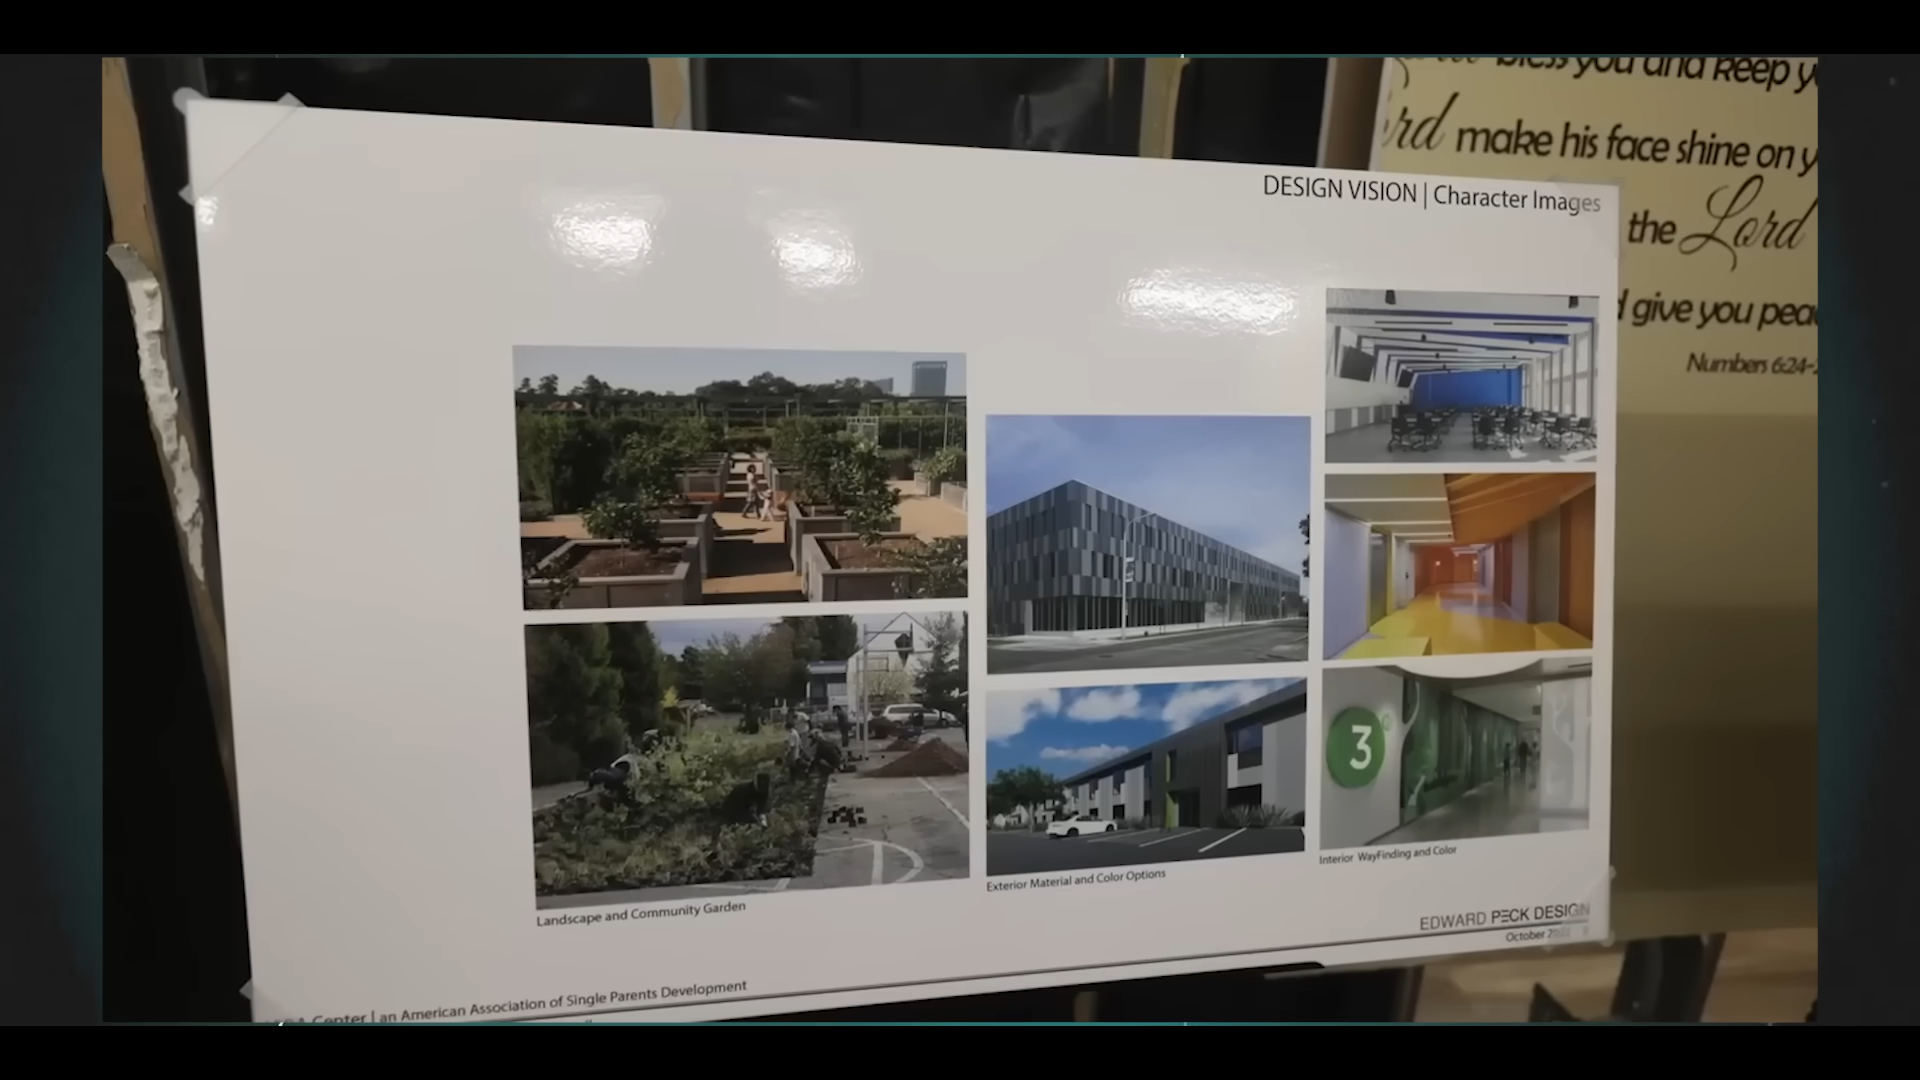 bless you and keep
make his face shine on
the Lord
give you
Numbers 6:24-
DESIGN VISION | Character Images
3
Landscape and Community Garden
Exterior Material and Color Options
Interior WayFinding and Color
EDWARD PECK DESIGN
October
Center | an American Association of Single Parents Development